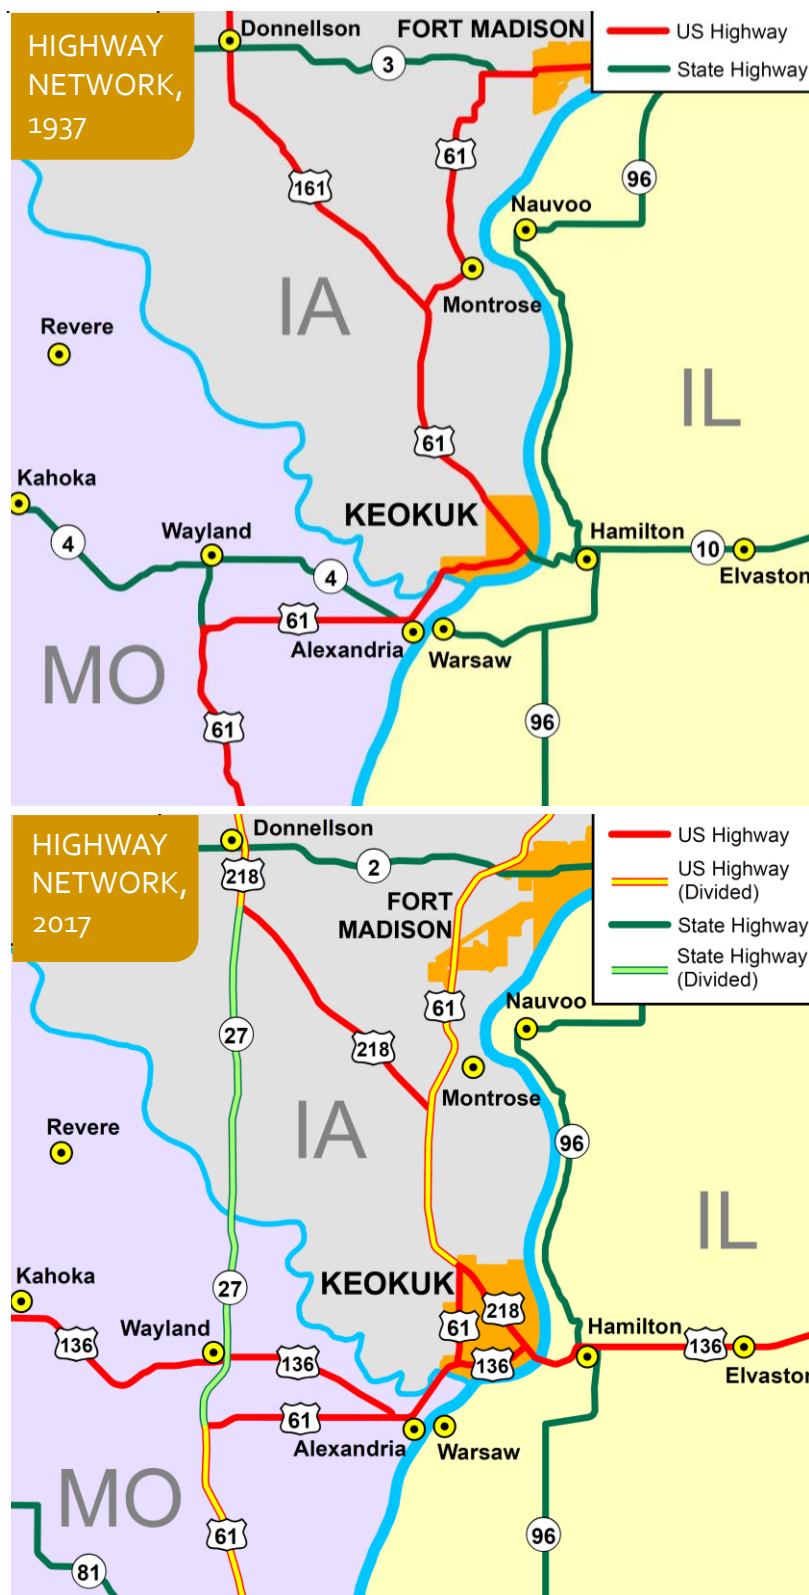 HIGHWAY
NETWORK,
1937
Donnellson
FORT MADISON
US Highway
State Highway
3
61
161
96
Nauvoo
IA
Montrose
Revere
IL
61
Kahoka
KEOKUK
Wayland
Hamilton
4
10
4
Elvaston
61
Alexandria
Warsaw
MO
96
61
HIGHWAY
NETWORK,
2017
Donnellson
218
2
FORT
MADISON
US Highway
US Highway
(Divided)
State Highway
State Highway
(Divided)
61
Nauvoo
27
218
Montrose
Revere
IA
96
IL
Kahoka
27
KEOKUK
218
61
Hamilton
136
Wayland
136
136
136
Elvaston
61
Alexandria
Warsaw
MO
61
96
81